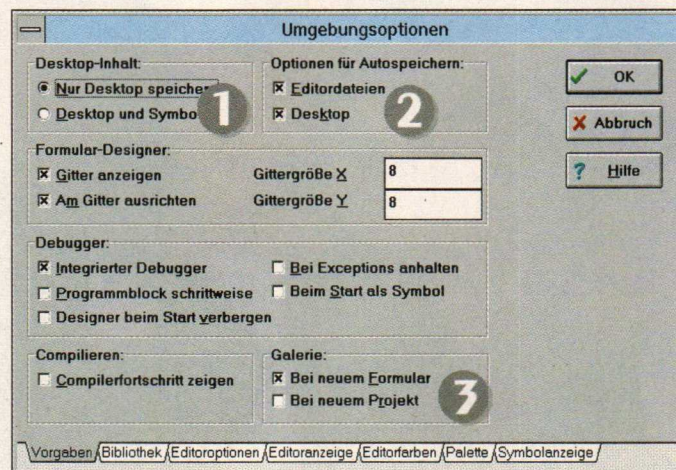 Umgebungsoptionen
Desktop-Inhalt:
Nur Desktop
Desktop und
1
Optionen für Autospeichern:
Editordateien
Desktop
2
OK
Abbruch
? Hilfe
Formular-Designer:
Gitter anzeigen
Gittergröße X
8
Am Gitter ausrichten
Gittergröße Y
8
Debugger:
Integrierter Debugger
Bei Exceptions anhalten
Programmblock schrittweise
Beim Start als Symbol
Designer beim Start verbergen
Compilieren:
Compilerfortschritt zeigen
Galerie:
Bei neuem Formular
Bei neuem Projekt
3
Vorgaben Bibliothek Editoroptionen Editoranzeige Editorfarben Palette Symbolanzeige